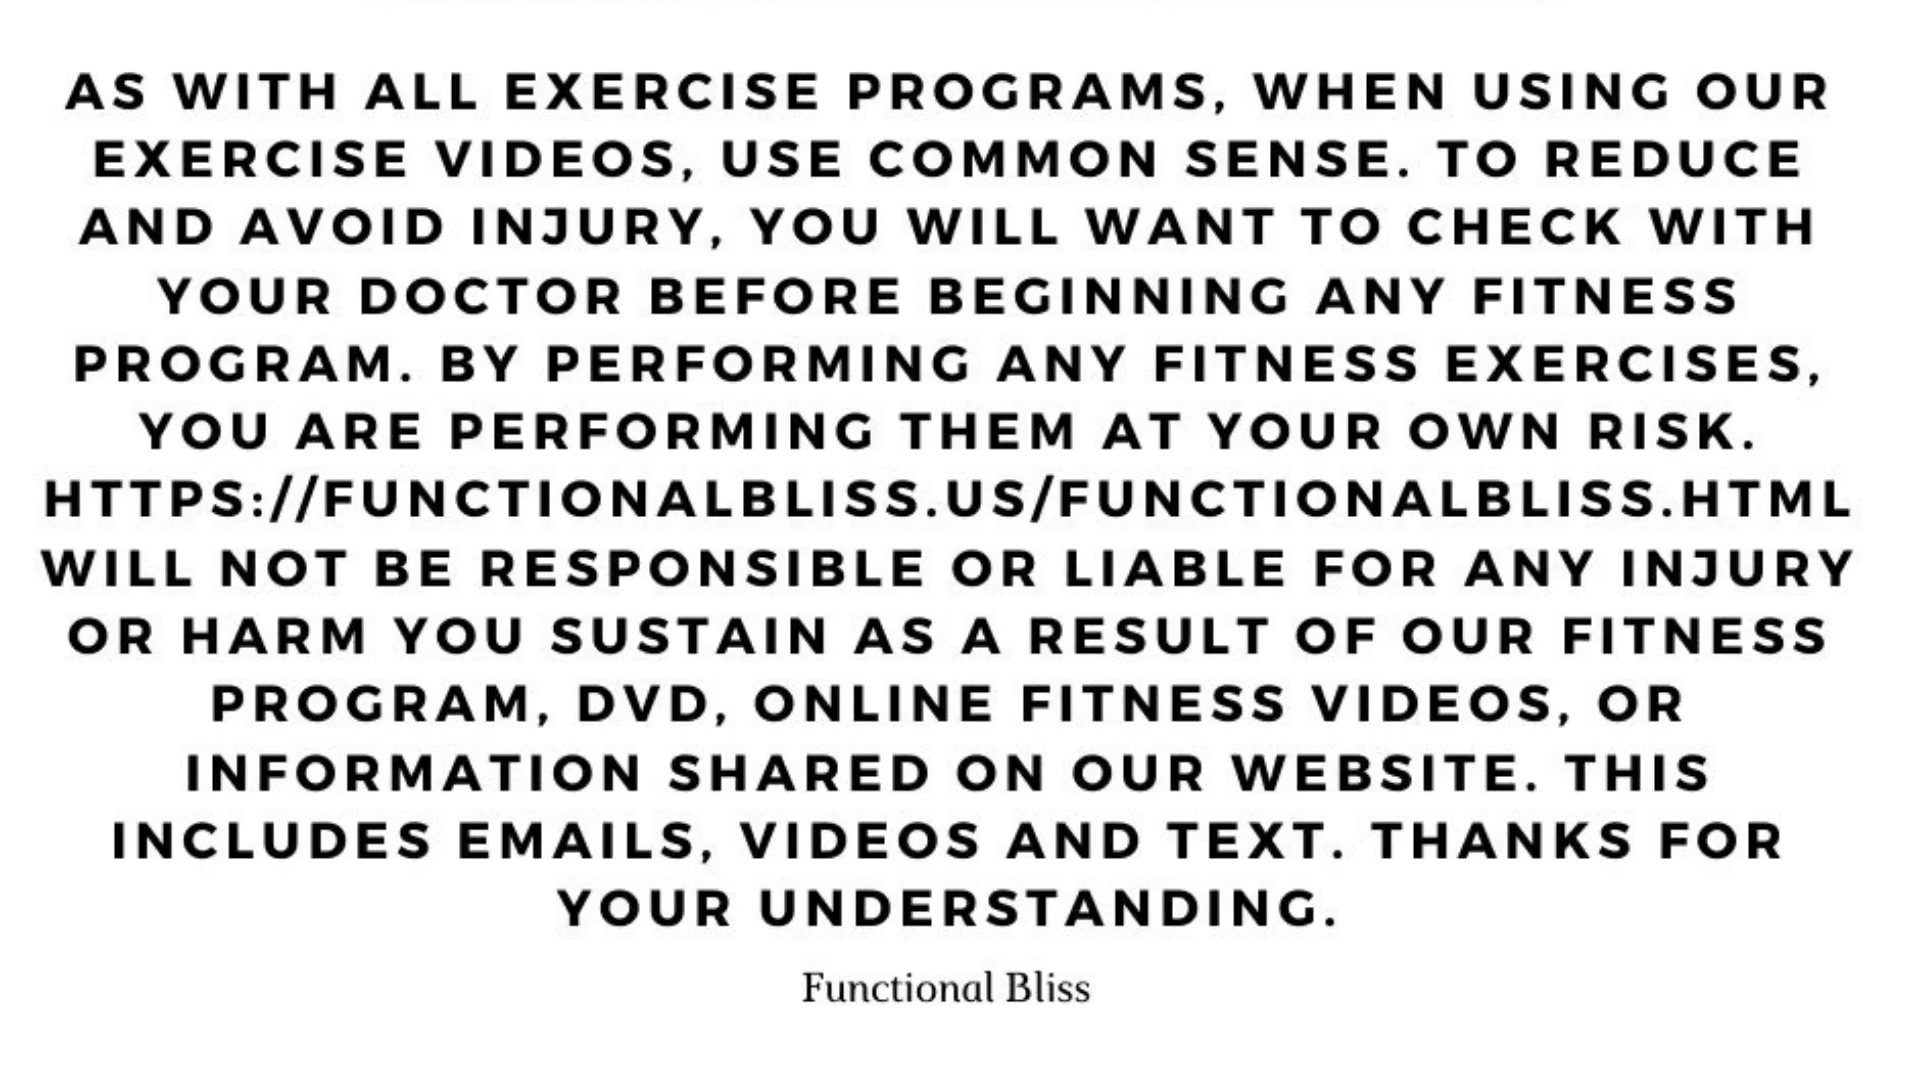 AS WITH ALL EXERCISE PROGRAMS, WHEN USING OUR
EXERCISE VIDEOS, USE COMMON SENSE. TO REDUCE
AND AVOID INJURY, YOU WILL WANT TO CHECK WITH
YOUR DOCTOR BEFORE BEGINNING ANY FITNESS
PROGRAM. BY PERFORMING ANY FITNESS EXERCISES,
YOU ARE PERFORMING THEM AT YOUR OWN RISK.
HTTPS://FUNCTIONALBLISS.US/FUNCTIONALBLISS.HTML
WILL NOT BE RESPONSIBLE OR LIABLE FOR ANY INJURY
OR HARM YOU SUSTAIN AS A RESULT OF OUR FITNESS
PROGRAM, DVD, ONLINE FITNESS VIDEOS, OR
INFORMATION SHARED ON OUR WEBSITE. THIS
INCLUDES EMAILS, VIDEOS AND TEXT. THANKS FOR
YOUR UNDERSTANDING.
Functional Bliss